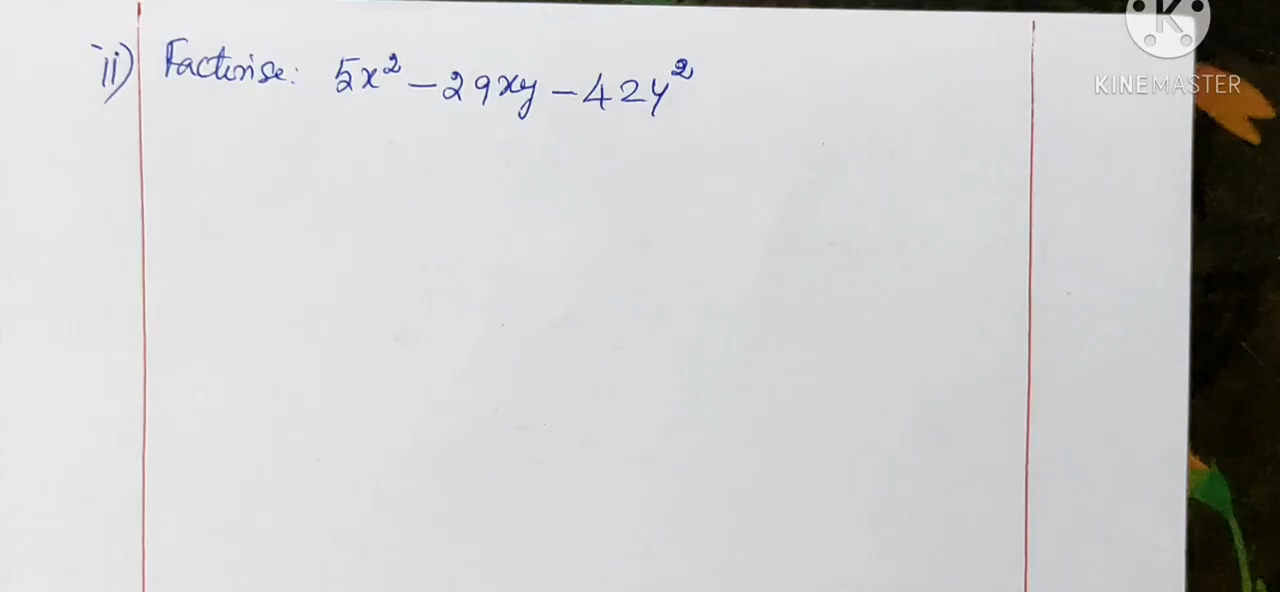 ii) Factorise: 5x² - 29xy - 42y²
K
KINEMASTER